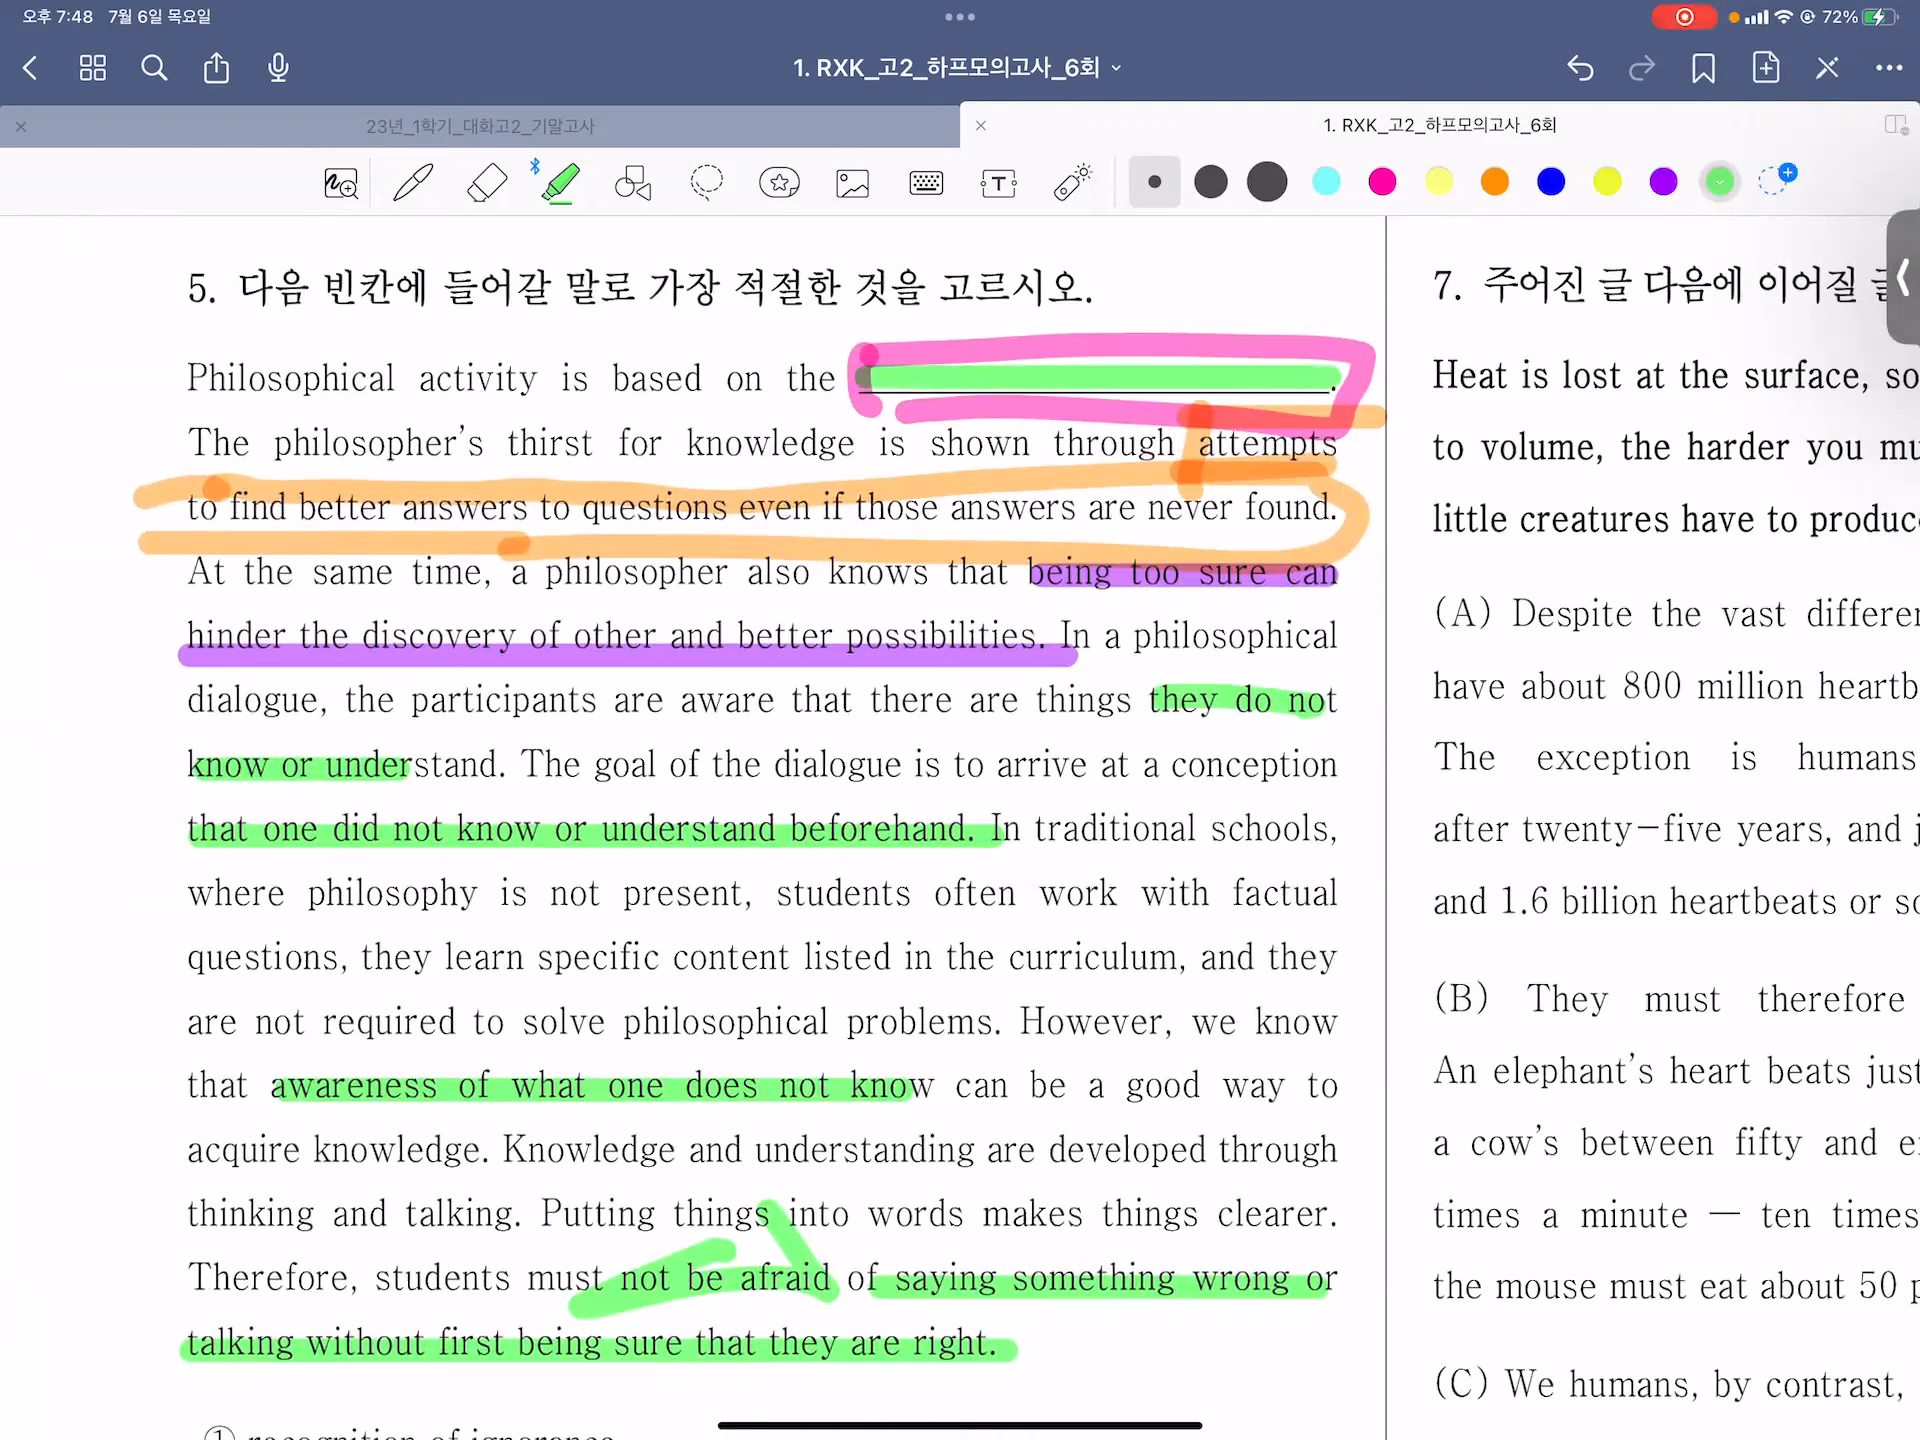 오후 7:48 7월 6일 목요일
72%
1. RXK_고2_하프모의고사_6회
23년_1학기_대화고2_기말고사
1. RXK_고2_하프모의고사_6회
5. 다음 빈칸에 들어갈 말로 가장 적절한 것을 고르시오.
Philosophical activity is based on the ____________.
The philosopher's thirst for knowledge is shown through attempts
to find better answers to questions even if those answers are never found.
At the same time, a philosopher also knows that being too sure can
hinder the discovery of other and better possibilities. In a philosophical
dialogue, the participants are aware that there are things they do not
know or understand. The goal of the dialogue is to arrive at a conception
that one did not know or understand beforehand. In traditional schools,
where philosophy is not present, students often work with factual
questions, they learn specific content listed in the curriculum, and they
are not required to solve philosophical problems. However, we know
that awareness of what one does not know can be a good way to
acquire knowledge. Knowledge and understanding are developed through
thinking and talking. Putting things into words makes things clearer.
Therefore, students must not be afraid of saying something wrong or
talking without first being sure that they are right.
① recognition of ignorance
7. 주어진 글 다음에 이어질
Heat is lost at the surface, so
to volume, the harder you
little creatures have to
(A) Despite the vast
have about 800 million
The exception is humans
after twenty-five years, and
and 1.6 billion heartbeats or
(B) They must therefore
An elephant's heart beats just
a cow's between fifty and
times a minute — ten times
the mouse must eat about 50
(C) We humans, by contrast,